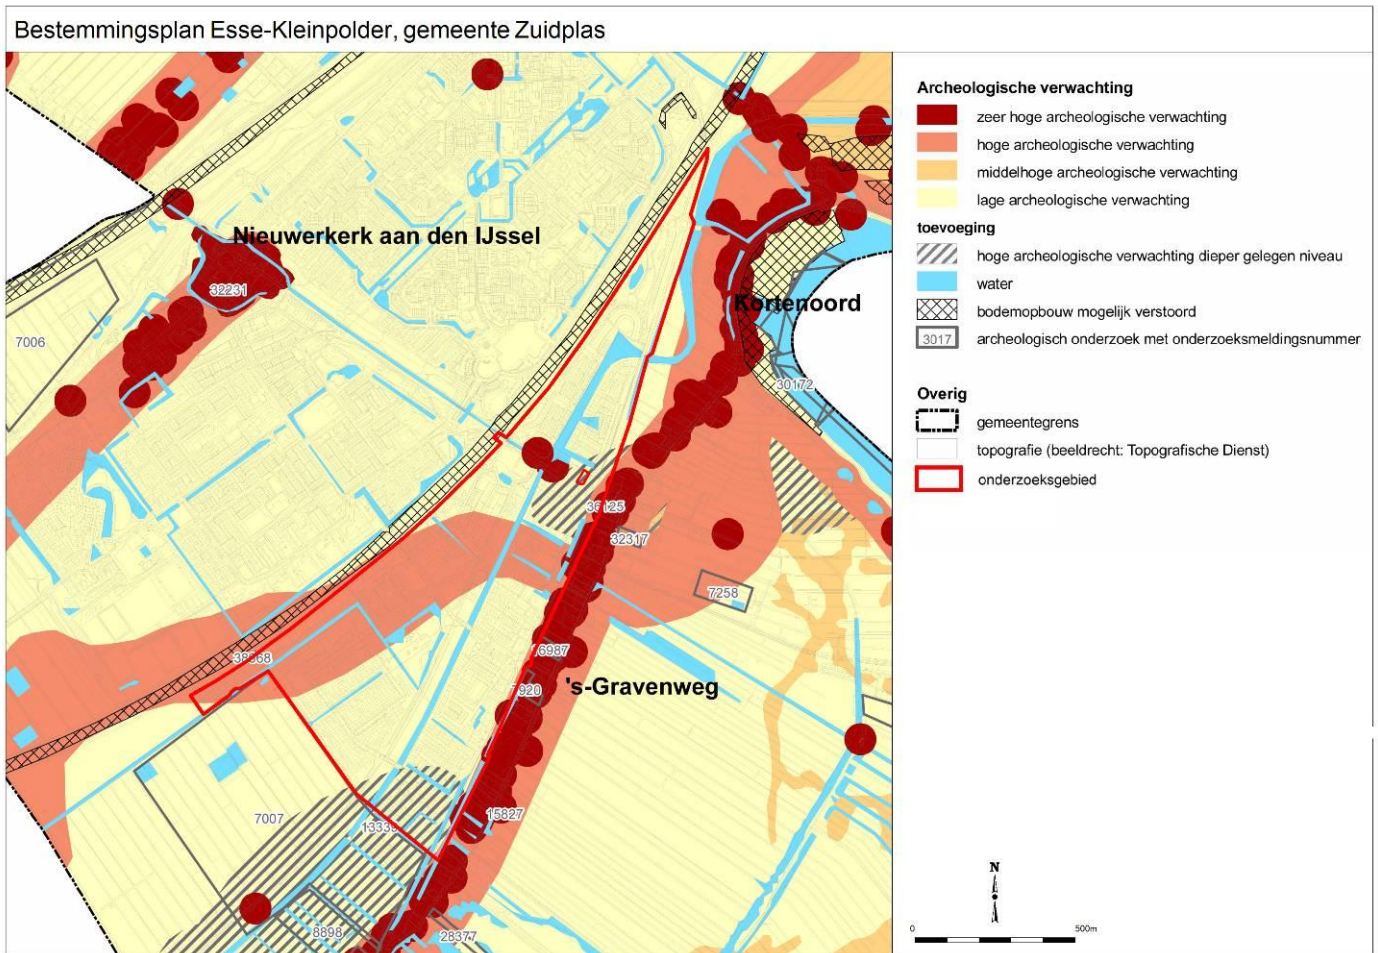 Bestemmingsplan Esse-Kleinpolder, gemeente Zuidplas
Nieuwerkerk aan den IJssel
32231
7006
Kortenoord
30172
32317
7258
16987
7920
's-Gravenweg
15827
7007
8898
28377
Archeologische verwachting
zeer hoge archeologische verwachting
hoge archeologische verwachting
middelhoge archeologische verwachting
lage archeologische verwachting
toevoeging
hoge archeologische verwachting dieper gelegen niveau
water
bodemopbouw mogelijk verstoord
3017 archeologisch onderzoek met onderzoeksmeldingsnummer
Overig
gemeentegrens
topografie (beeldrecht: Topografische Dienst)
onderzoeksgebied
N
0 500m